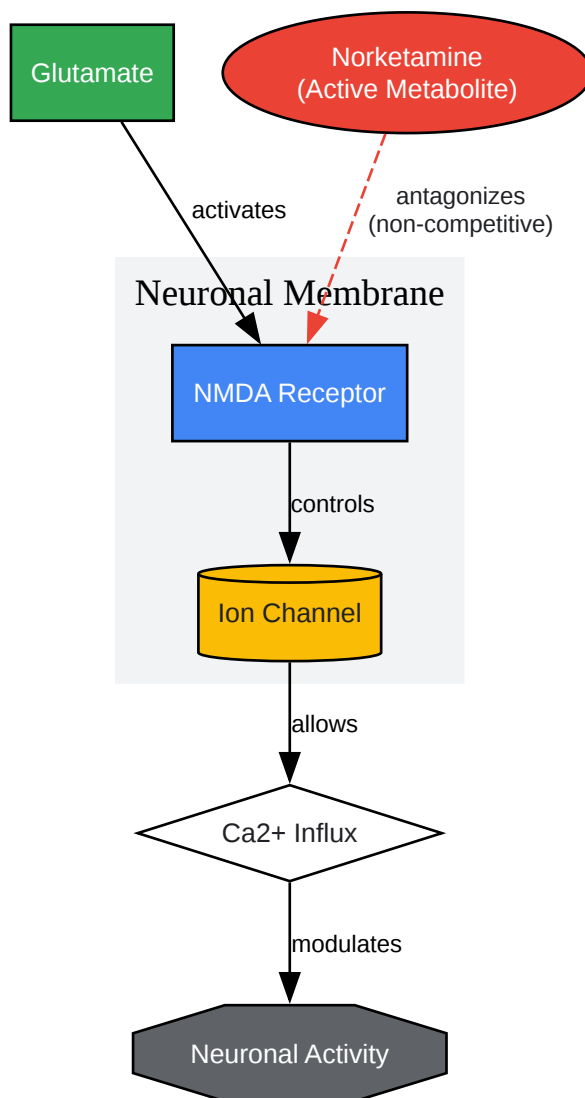 Glutamate
Norketamine
(Active Metabolite)
activates
antagonizes
(non-competitive)
Neuronal Membrane
NMDA Receptor
controls
Ion Channel
allows
Ca2+ Influx
modulates
Neuronal Activity